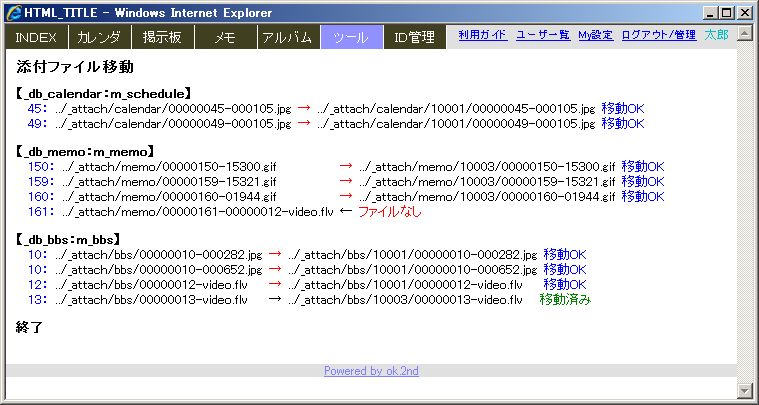 HTML_TITLE - Windows Internet Explorer
INDEX カレンダ 掲示板 メモ アルバム ツール ID管理 利用ガイド ユーザー覧 My設定 ログアウト/管理 太郎
添付ファイル移動
【_db_calendar：m_schedule】
45： ../_attach/calendar/00000045-000105.jpg → ../_attach/calendar/10001/00000045-000105.jpg 移動OK
49： ../_attach/calendar/00000049-000105.jpg → ../_attach/calendar/10001/00000049-000105.jpg 移動OK
【_db_memo：m_memo】
150： ../_attach/memo/00000150-15300.gif → ../_attach/memo/10003/00000150-15300.gif 移動OK
159： ../_attach/memo/00000159-15321.gif → ../_attach/memo/10003/00000159-15321.gif 移動OK
160： ../_attach/memo/00000160-01944.gif → ../_attach/memo/10003/00000160-01944.gif 移動OK
161： ../_attach/memo/00000161-00000012-video.flv ← ファイルなし
【_db_bbs：m_bbs】
10： ../_attach/bbs/00000010-000282.jpg → ../_attach/bbs/10001/00000010-000282.jpg 移動OK
10： ../_attach/bbs/00000010-000652.jpg → ../_attach/bbs/10001/00000010-000652.jpg 移動OK
12： ../_attach/bbs/00000012-video.flv → ../_attach/bbs/10001/00000012-video.flv 移動OK
13： ../_attach/bbs/00000013-video.flv → ../_attach/bbs/10003/00000013-video.flv 移動済み
終了
Powered by ok.2nd